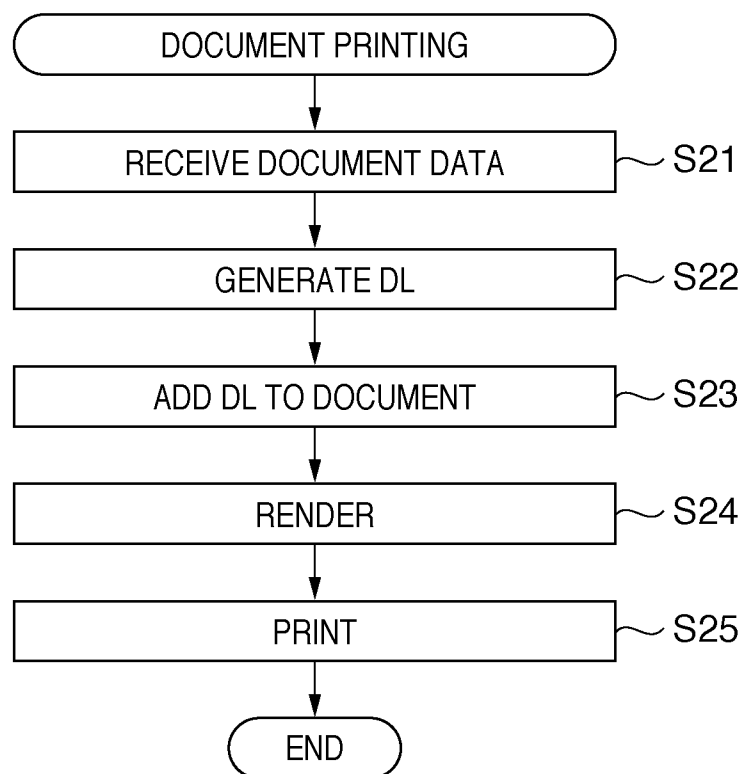 DOCUMENT PRINTING
RECEIVE DOCUMENT DATA S21
GENERATE DL S22
ADD DL TO DOCUMENT S23
RENDER S24
PRINT S25
END